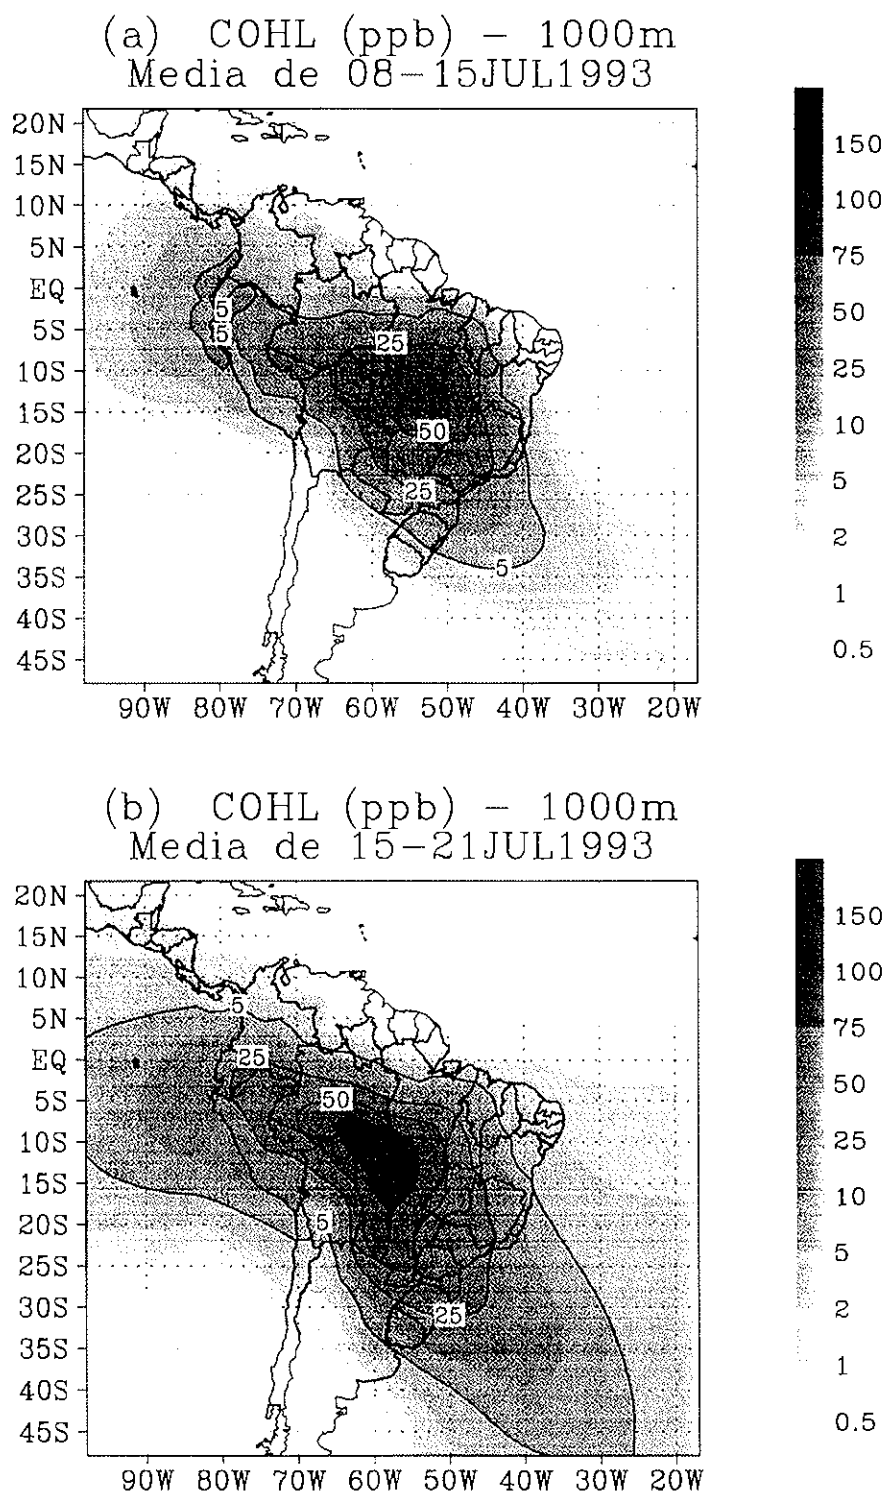 (a) COHL (ppb) - 1000m
Media de 08-15JUL1993
20N
15N
10N
5N
EQ
5S
10S
15S
20S
25S
30S
35S
40S
45S
90W 80W 70W 60W 50W 40W 30W 20W
5
5
25
50
25
5
150
100
75
50
25
10
5
2
1
0.5
(b) COHL (ppb) - 1000m
Media de 15-21JUL1993
20N
15N
10N
5N
EQ
5S
10S
15S
20S
25S
30S
35S
40S
45S
90W 80W 70W 60W 50W 40W 30W 20W
5
25
50
5
25
150
100
75
50
25
10
5
2
1
0.5